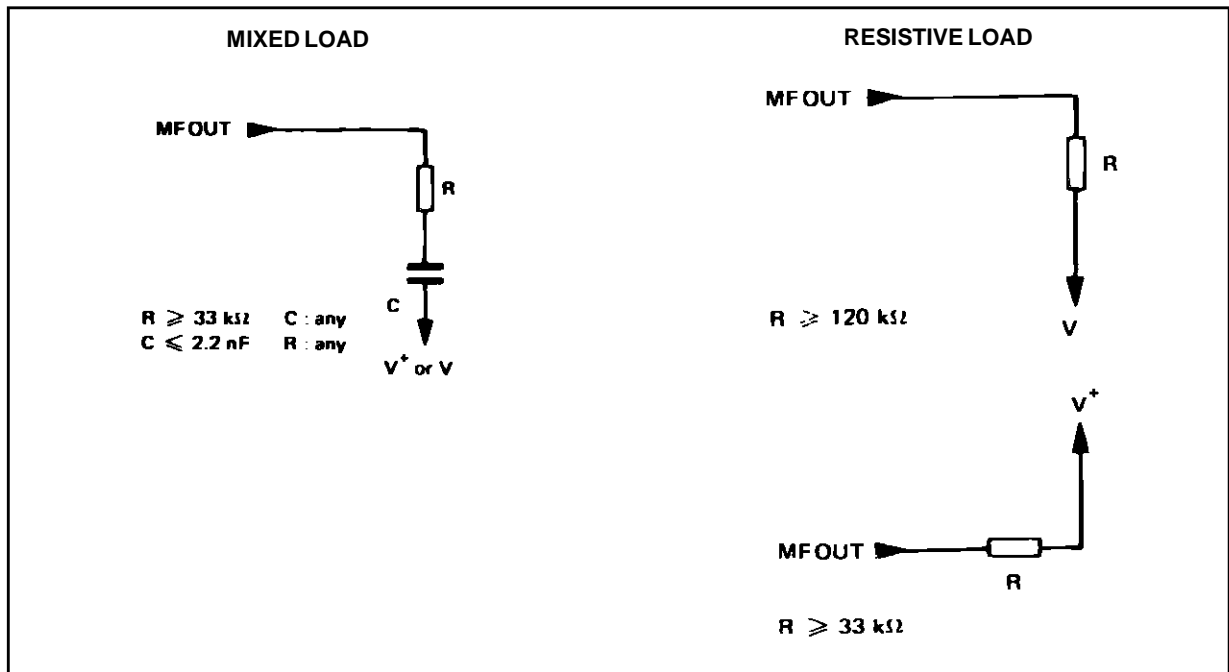 MIXED LOAD
MFOUT
R
C
R ⩾ 33 kΩ C : any
C ⩽ 2.2 nF R : any
V⁺ or V
RESISTIVE LOAD
MFOUT
R
V
R ⩾ 120 kΩ
V⁺
MFOUT
R
R ⩾ 33 kΩ